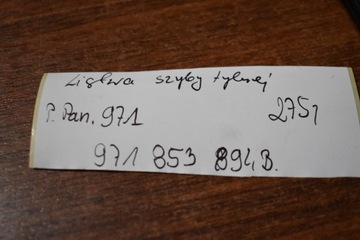 Listwa szyby tylnej
P. Pan. 971 2751
971 853 894 B.